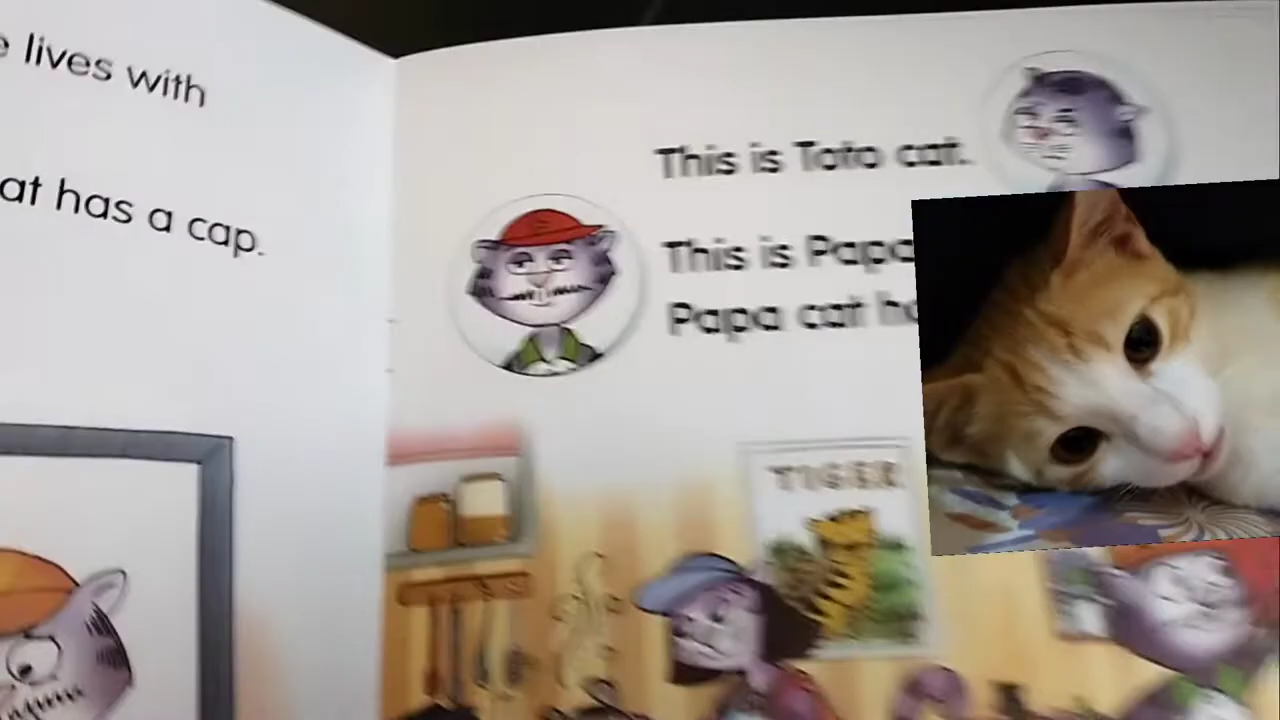 lives with
at has a cap.
This is Toto cat.
This is Papa
Papa cat
TIGER